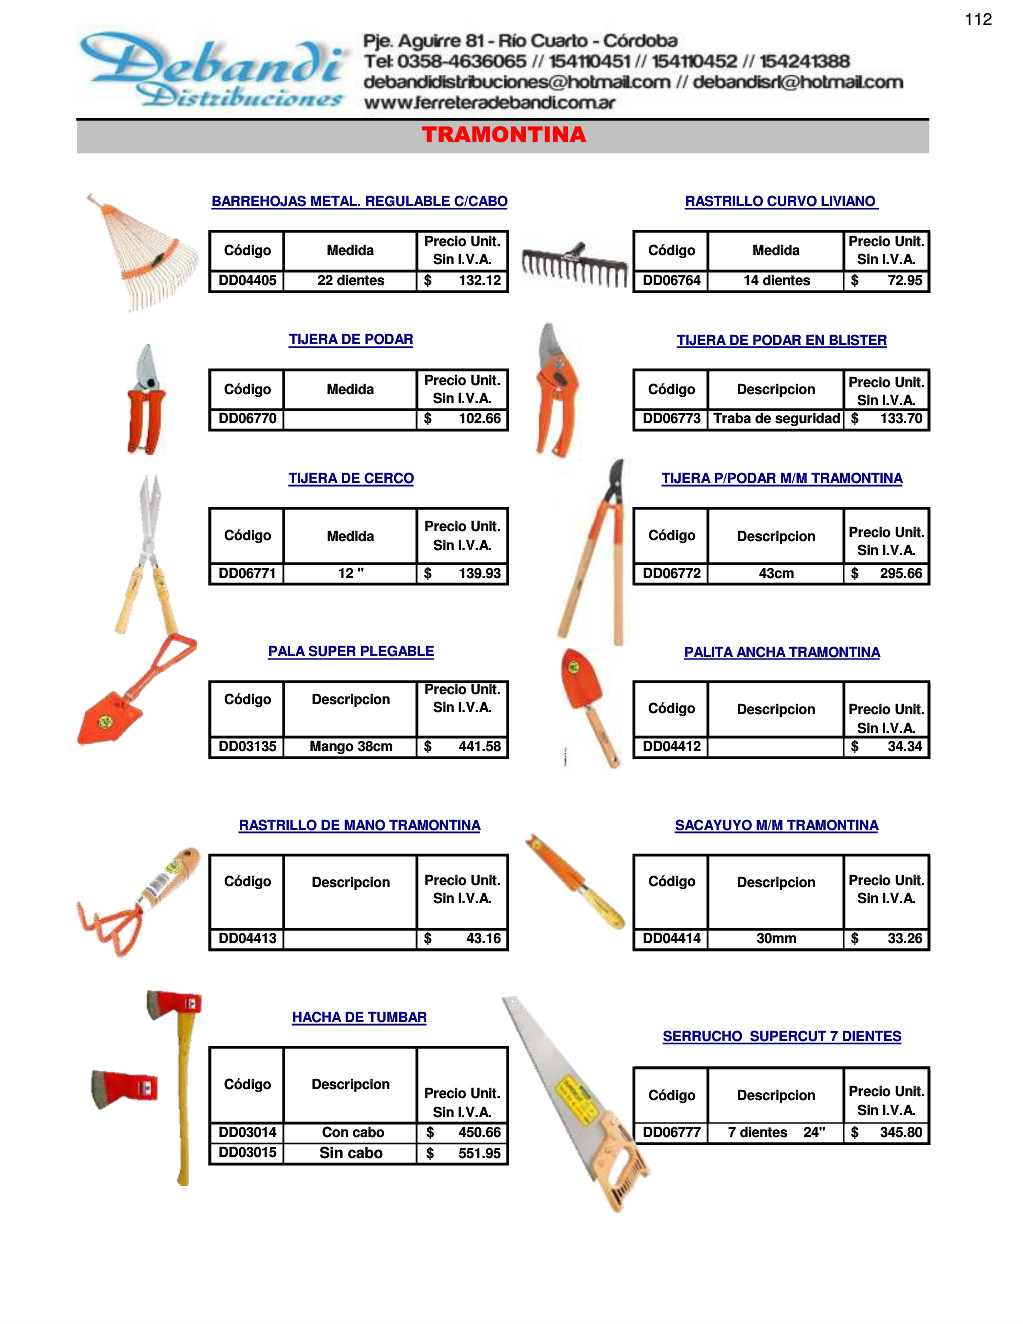 112
Debandi
Distribuciones
Pje. Aguirre 81 - Río Cuarto - Córdoba
Tel: 0358-4636065 // 154110451 // 154110452 // 154241388
debandidistribuciones@hotmail.com // debandisrl@hotmail.com
www.ferreteradebandi.com.ar
TRAMONTINA
BARREHOJAS METAL. REGULABLE C/CABO
Código Medida Precio Unit. Sin I.V.A.
DD04405 22 dientes $ 132.12
RASTRILLO CURVO LIVIANO
Código Medida Precio Unit. Sin I.V.A.
DD06764 14 dientes $ 72.95
TIJERA DE PODAR
Código Medida Precio Unit. Sin I.V.A.
DD06770 $ 102.66
TIJERA DE PODAR EN BLISTER
Código Descripcion Precio Unit. Sin I.V.A.
DD06773 Traba de seguridad $ 133.70
TIJERA DE CERCO
Código Medida Precio Unit. Sin I.V.A.
DD06771 12 " $ 139.93
TIJERA P/PODAR M/M TRAMONTINA
Código Descripcion Precio Unit. Sin I.V.A.
DD06772 43cm $ 295.66
PALA SUPER PLEGABLE
Código Descripcion Precio Unit. Sin I.V.A.
DD03135 Mango 38cm $ 441.58
PALITA ANCHA TRAMONTINA
Código Descripcion Precio Unit. Sin I.V.A.
DD04412 $ 34.34
RASTRILLO DE MANO TRAMONTINA
Código Descripcion Precio Unit. Sin I.V.A.
DD04413 $ 43.16
SACAYUYO M/M TRAMONTINA
Código Descripcion Precio Unit. Sin I.V.A.
DD04414 30mm $ 33.26
HACHA DE TUMBAR
Código Descripcion Precio Unit. Sin I.V.A.
DD03014 Con cabo $ 450.66
DD03015 Sin cabo $ 551.95
SERRUCHO SUPERCUT 7 DIENTES
Código Descripcion Precio Unit. Sin I.V.A.
DD06777 7 dientes 24" $ 345.80